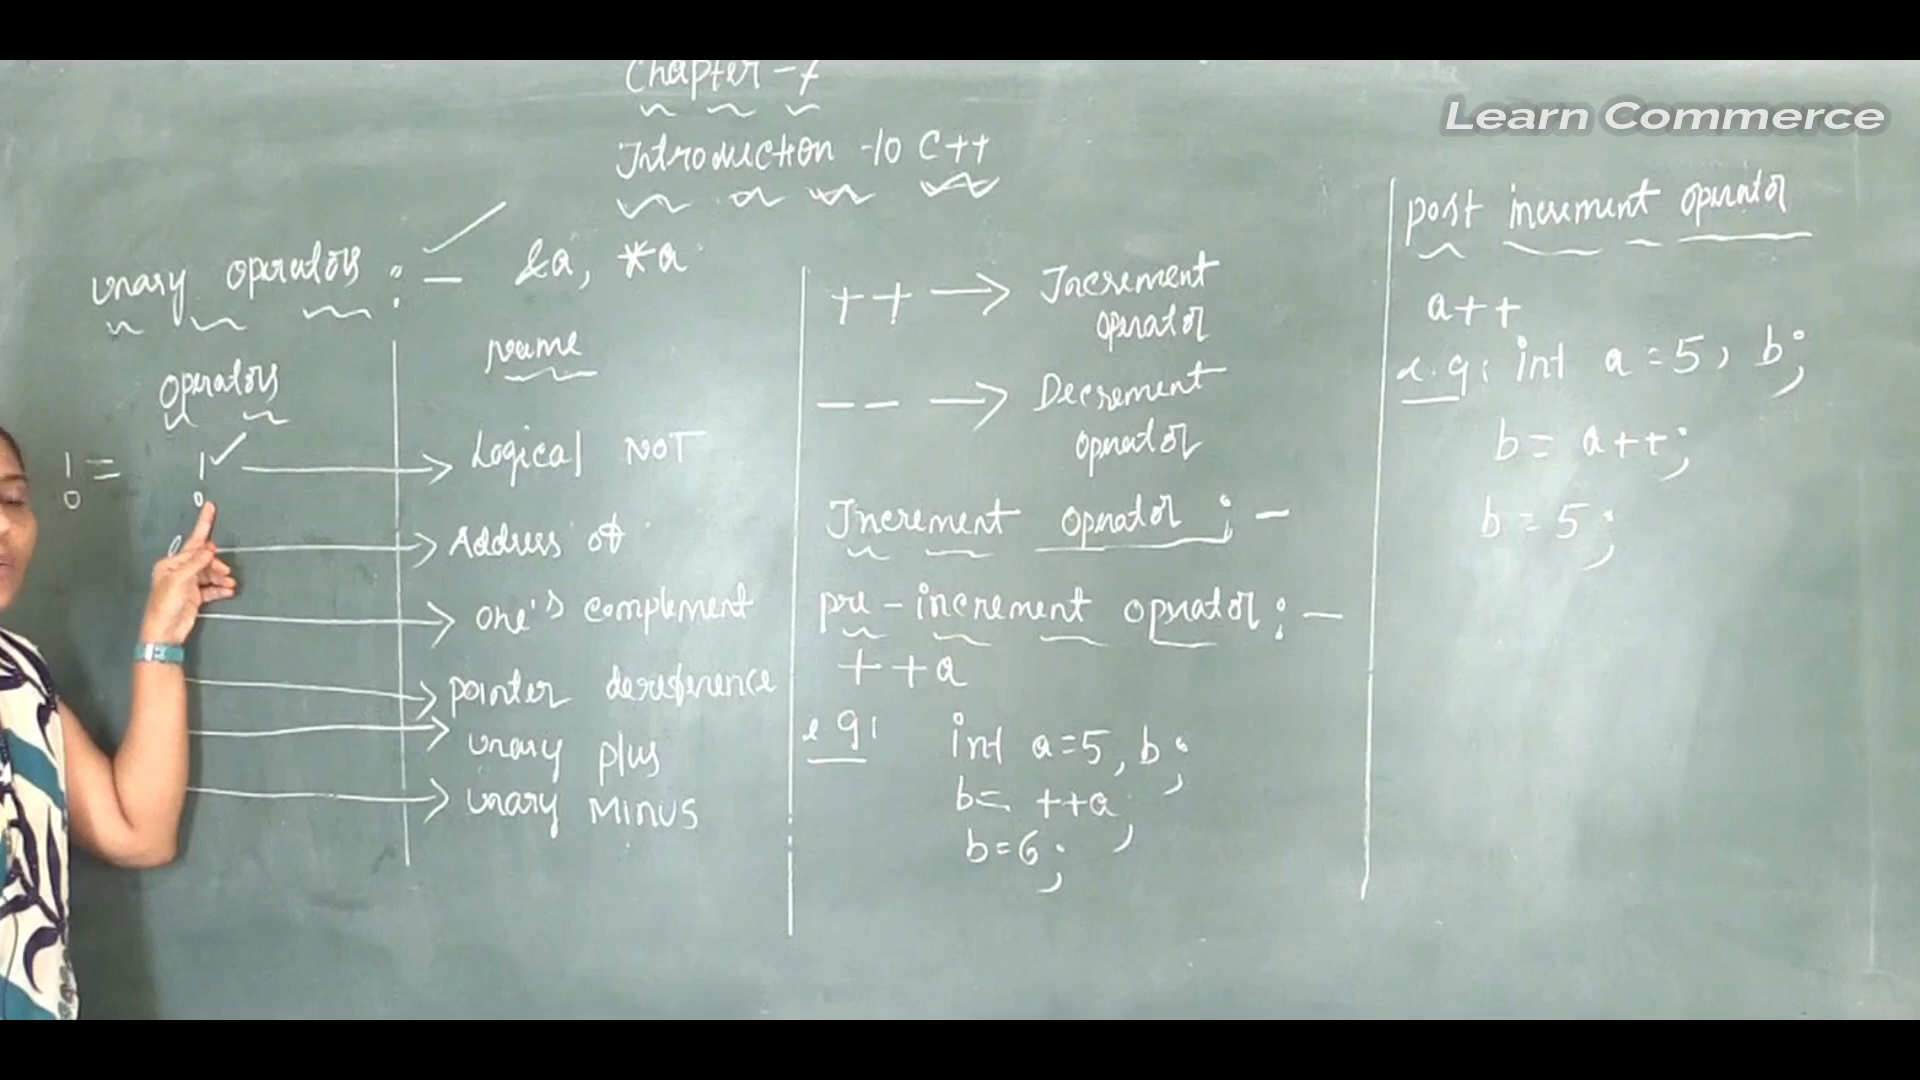 Chapter - 7
Learn Commerce
Introduction to C++
unary operators : - &a, *a
operators
name
!=
! ✓ → Logical NOT
→ Address of
→ one's complement
→ pointer dereference
→ unary plus
→ unary MINUS
++ → Increment
operator
-- → Decrement
operator
Increment operator : -
pre - increment operator : -
++a
e.g:
int a=5, b;
b= ++a;
b=6;
post increment operator
a++
e.g: int a=5, b;
b= a++;
b=5;